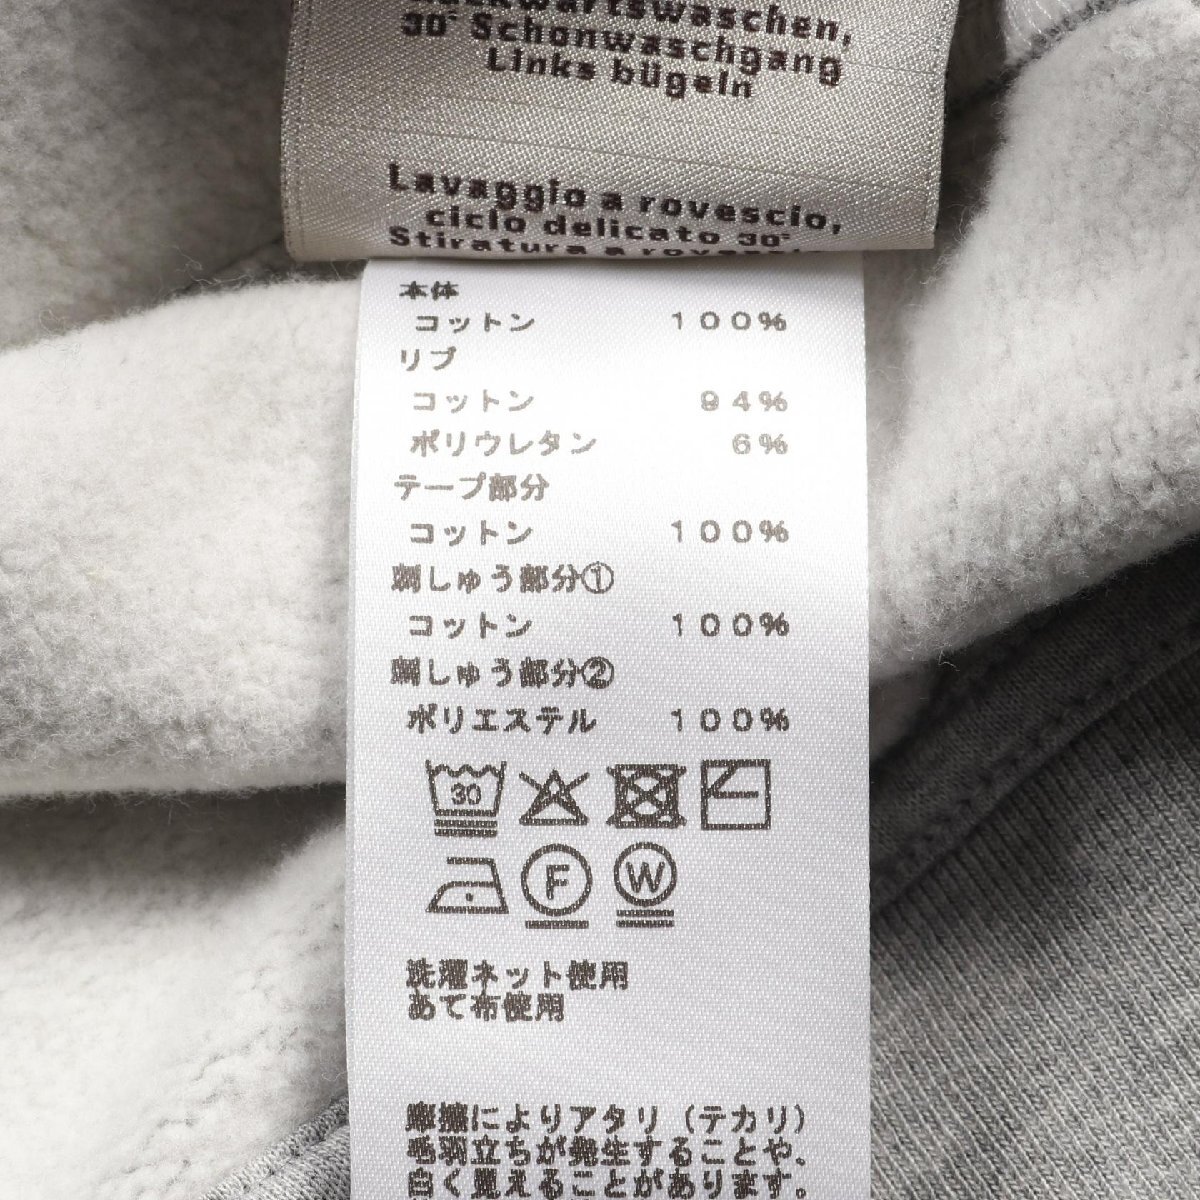 30° Schonwaschgang
Links bügeln
Lavaggio a rovescio,
ciclo delicato 30°
Stiratura a
本体
コットン 100%
リブ
コットン 94%
ポリウレタン 6%
テープ部分
コットン 100%
刺しゅう部分①
コットン 100%
刺しゅう部分②
ポリエステル 100%
30
F W
洗濯ネット使用
あて布使用
摩擦によりアタリ(テカリ)
毛羽立ちが発生することや、
白く見えることがあります。